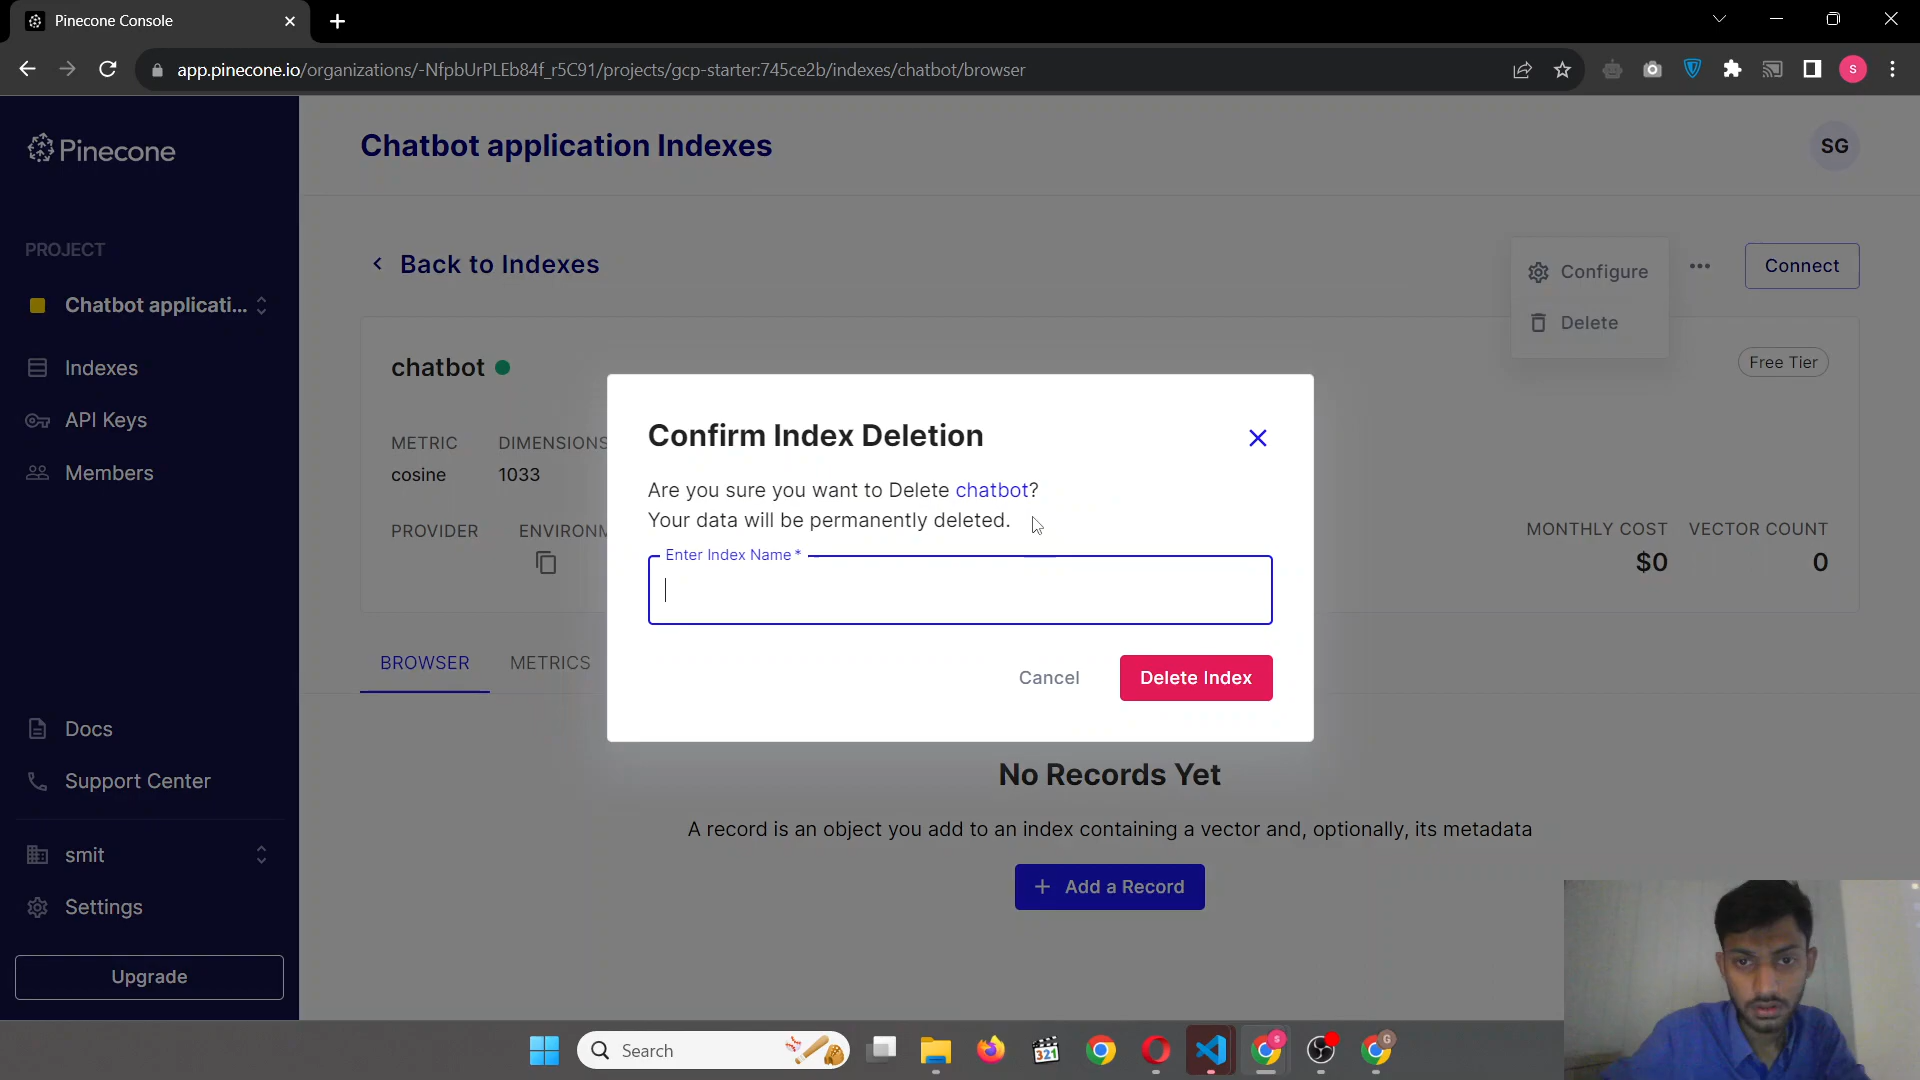 Pinecone Console
app.pinecone.io/organizations/-NfpbUrPLEb84f_r5C91/projects/gcp-starter:745ce2b/indexes/chatbot/browser
S
Pinecone
Chatbot application Indexes
SG
PROJECT
Back to Indexes
Configure
Connect
Chatbot applicati...
Delete
chatbot
Free Tier
Indexes
API Keys
Members
METRIC
DIMENSIONS
cosine
1033
PROVIDER
ENVIRONM
MONTHLY COST
VECTOR COUNT
$0
0
Confirm Index Deletion
Are you sure you want to Delete chatbot?
Your data will be permanently deleted.
Enter Index Name *
Cancel
Delete Index
BROWSER
METRICS
No Records Yet
A record is an object you add to an index containing a vector and, optionally, its metadata
+ Add a Record
Docs
Support Center
smit
Settings
Upgrade
Search
321
S
G